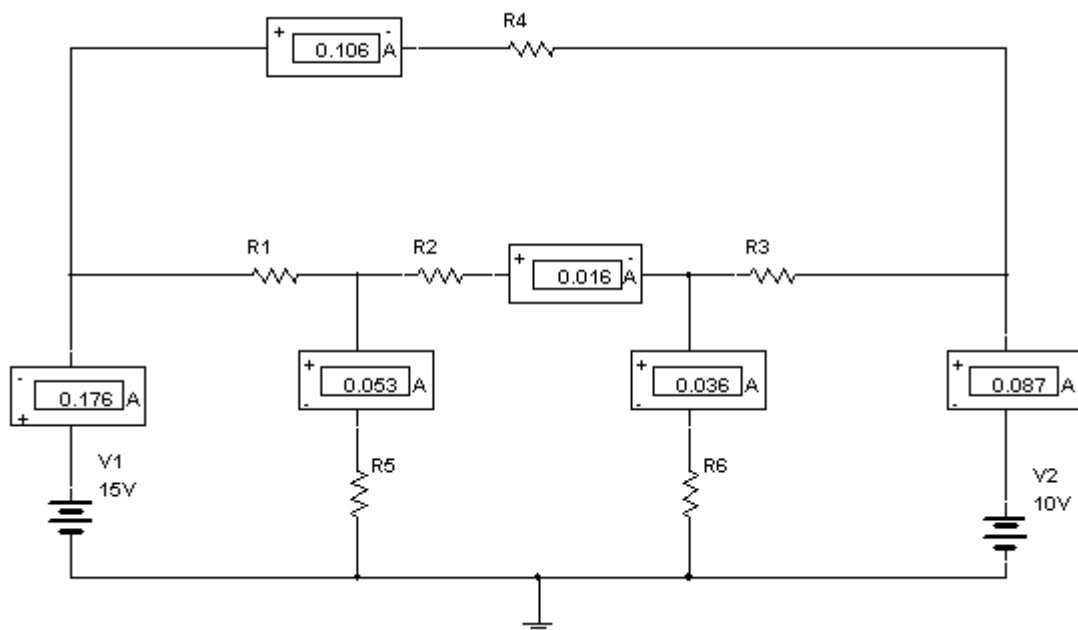 R4
+ 0.106 - A
R1
R2
+ 0.016 - A
R3
- 0.176 A +
+ 0.053 A -
+ 0.036 A -
+ 0.087 A -
V1
15V
R5
R6
V2
10V